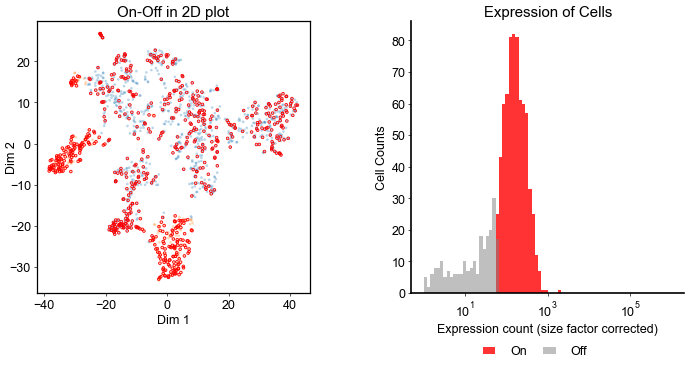 On-Off in 2D plot
20
10
0
−10
−20
−30
Dim 2
−40
−20
0
20
40
Dim 1
Expression of Cells
80
70
60
50
40
30
20
10
0
Cell Counts
10^1
10^3
10^5
Expression count (size factor corrected)
On
Off